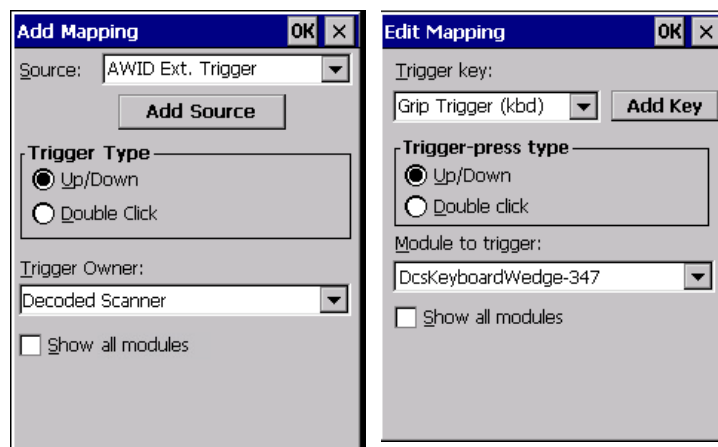 Add Mapping OK ×
Source: AWID Ext. Trigger
Add Source
Trigger Type
Up/Down
Double Click
Trigger Owner:
Decoded Scanner
Show all modules
Edit Mapping OK ×
Trigger key:
Grip Trigger (kbd) Add Key
Trigger-press type
Up/Down
Double click
Module to trigger:
DcsKeyboardWedge-347
Show all modules